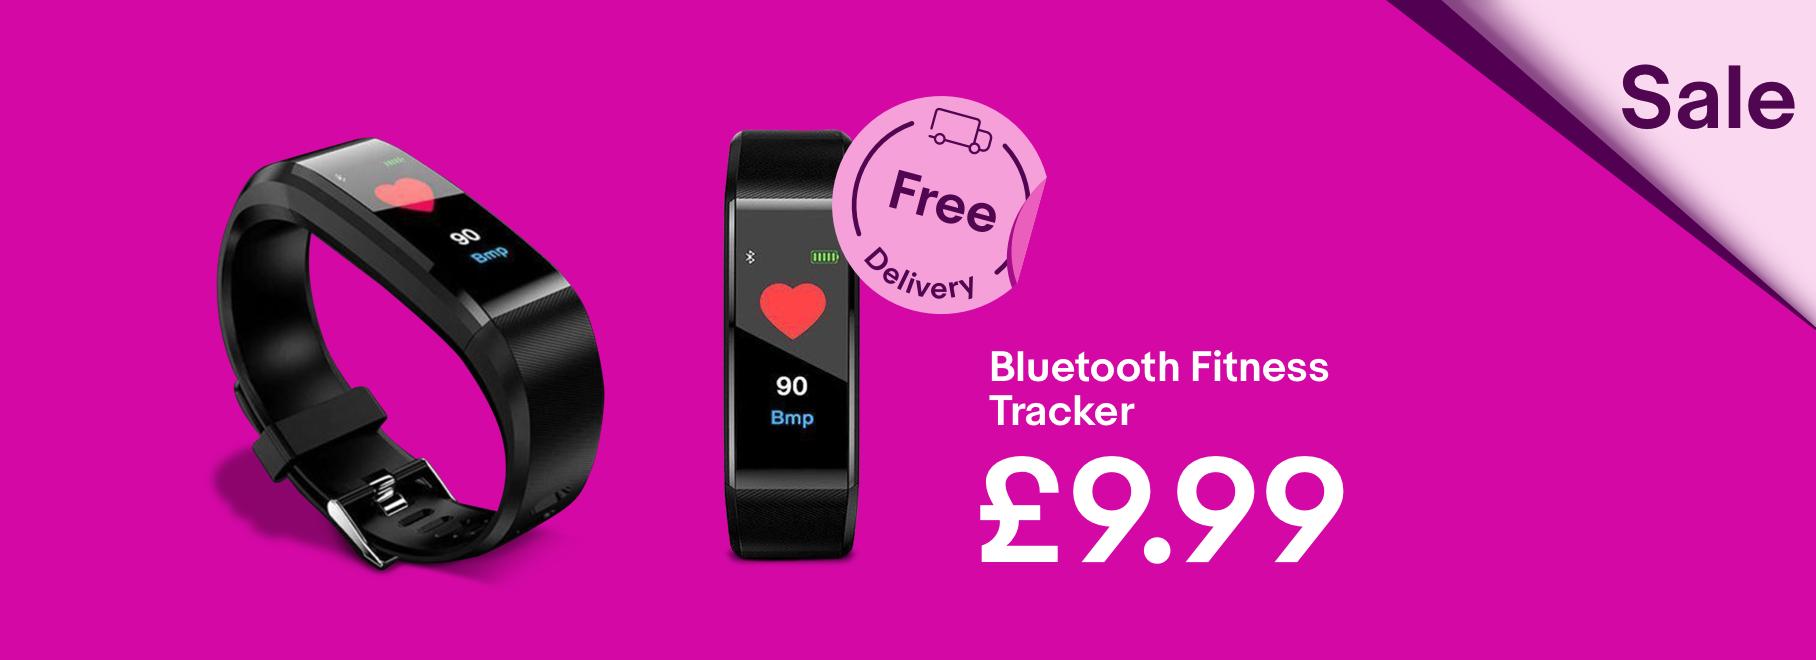 Sale
Free
Delivery
90
Bmp
90
Bmp
Bluetooth Fitness
Tracker
£9.99